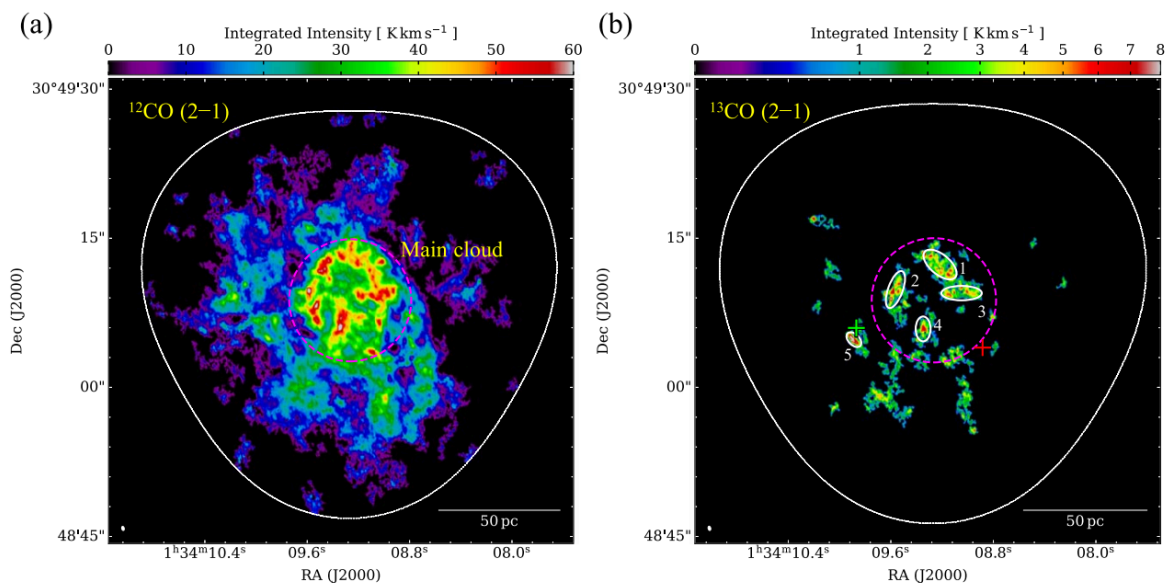 (a)
Integrated Intensity [ K km s⁻¹ ]
0 10 20 30 40 50 60
30°49'30"
¹²CO (2−1)
15"
Main cloud
Dec (J2000)
00"
50 pc
48'45"
1ʰ34ᵐ10.4ˢ 09.6ˢ 08.8ˢ 08.0ˢ
RA (J2000)
(b)
Integrated Intensity [ K km s⁻¹ ]
0 1 2 3 4 5 6 7 8
30°49'30"
¹³CO (2−1)
15"
1
2
3
Dec (J2000)
4
5
00"
50 pc
48'45"
1ʰ34ᵐ10.4ˢ 09.6ˢ 08.8ˢ 08.0ˢ
RA (J2000)